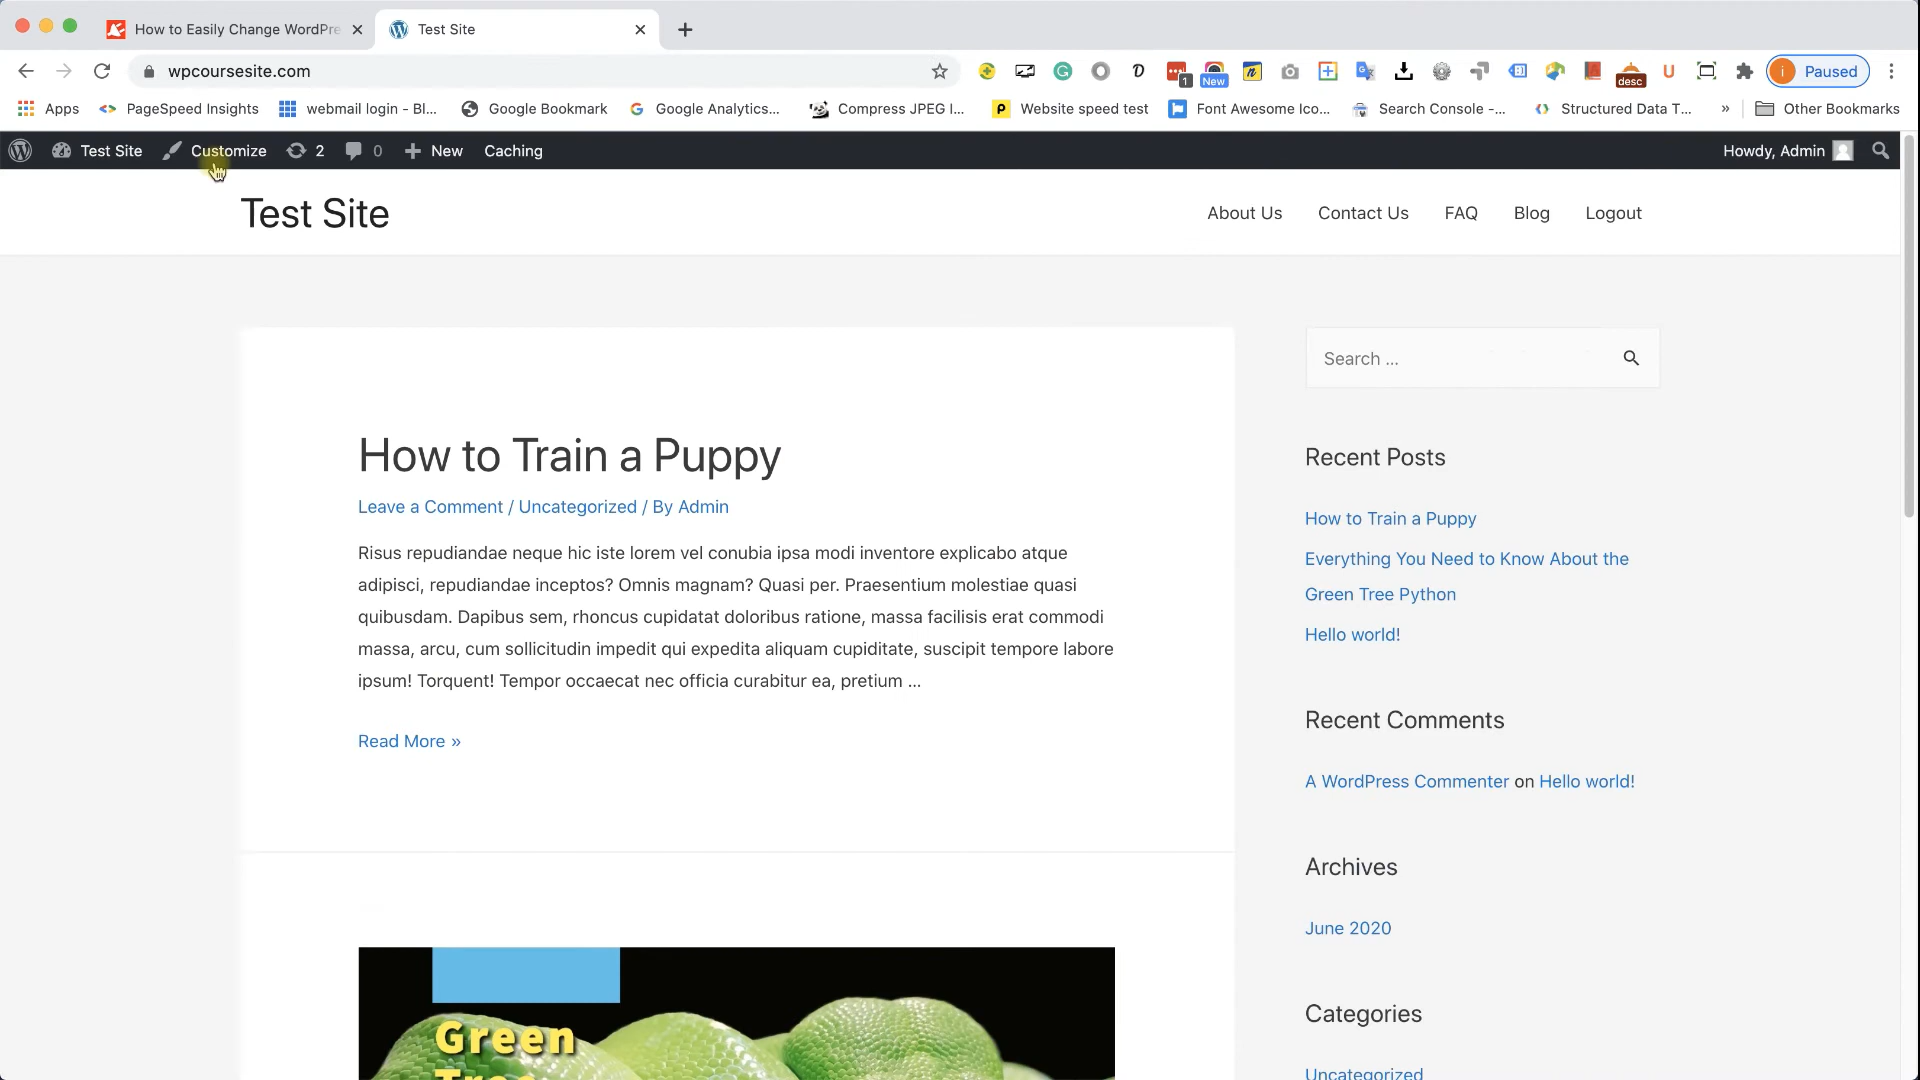 How to Easily Change WordPre
Test Site
wpcoursesite.com
1
New
desc
i Paused
Apps
PageSpeed Insights
webmail login - Bl...
Google Bookmark
Google Analytics...
Compress JPEG I...
Website speed test
Font Awesome Ico...
Search Console -...
Structured Data T...
»
Other Bookmarks
Test Site
Customize
2
0
New
Caching
Howdy, Admin
Test Site
About Us
Contact Us
FAQ
Blog
Logout
How to Train a Puppy
Leave a Comment / Uncategorized / By Admin
Risus repudiandae neque hic iste lorem vel conubia ipsa modi inventore explicabo atque
adipisci, repudiandae inceptos? Omnis magnam? Quasi per. Praesentium molestiae quasi
quibusdam. Dapibus sem, rhoncus cupidatat doloribus ratione, massa facilisis erat commodi
massa, arcu, cum sollicitudin impedit qui expedita aliquam cupiditate, suscipit tempore labore
ipsum! Torquent! Tempor occaecat nec officia curabitur ea, pretium …
Read More »
Green
Tree
Search ...
Recent Posts
How to Train a Puppy
Everything You Need to Know About the
Green Tree Python
Hello world!
Recent Comments
A WordPress Commenter on Hello world!
Archives
June 2020
Categories
Uncategorized